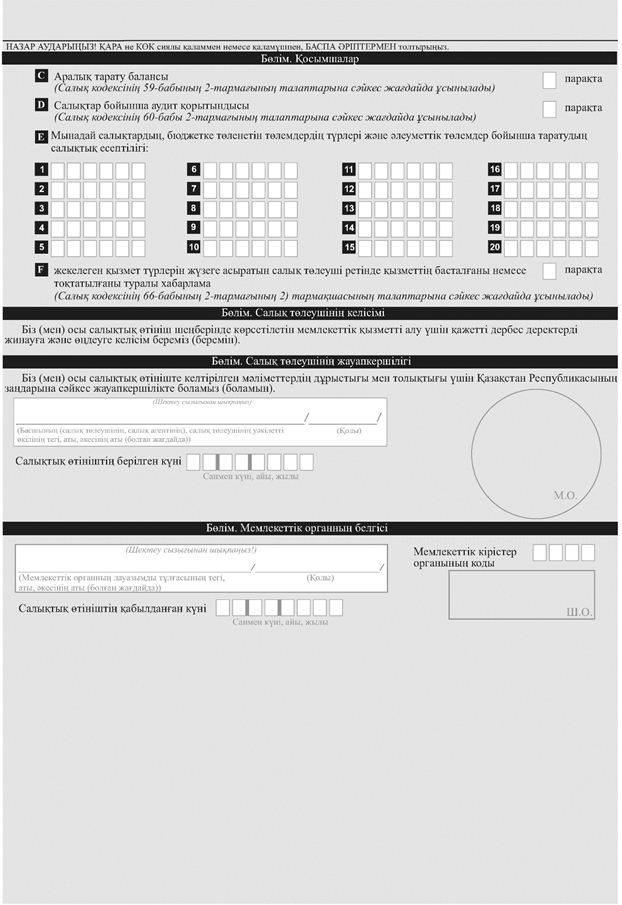 НАЗАР АУДАРЫҢЫЗ! ҚАРА не КӨК сиялы қаламмен немесе қаламұшпен, БАСПА ӘРІПТЕРМЕН толтырыңыз.
Бөлім. Қосымшалар
C Аралық тарату балансы парақта
(Салық кодексінің 59-бабының 2-тармағының талаптарына сәйкес жағдайда ұсынылады)
D Салықтар бойынша аудит қорытындысы парақта
(Салық кодексінің 60-бабы 2-тармағының талаптарына сәйкес жағдайда ұсынылады)
E Мынадай салықтардың, бюджетке төленетін төлемдердің түрлері және әлеуметтік төлемдер бойынша таратудың
салықтық есептілігі:
1 6 11 16
2 7 12 17
3 8 13 18
4 9 14 19
5 10 15 20
F жекелеген қызмет түрлерін жүзеге асыратын салық төлеуші ретінде қызметтің басталғаны немесе парақта
тоқтатылғаны туралы хабарлама
(Салық кодексінің 66-бабының 2-тармағының 2) тармақшасының талаптарына сәйкес жағдайда ұсынылады)
Бөлім. Салық төлеушінің келісімі
Біз (мен) осы салықтық өтініш шеңберінде көрсетілетін мемлекеттік қызметті алу үшін қажетті дербес деректерді
жинауға және өңдеуге келісім береміз (беремін).
Бөлім. Салық төлеушінің жауапкершілігі
Біз (мен) осы салықтық өтініште келтірілген мәліметтердің дұрыстығы мен толықтығы үшін Қазақстан Республикасының
заңдарына сәйкес жауапкершілікте боламыз (боламын).
(Шектеу сызығынан шықпаңыз)
/ /
(Басшының (салық төлеушінің, салық агентінің), салық төлеушінің уәкілетті (Қолы)
өкілінің тегі, аты, әкесінің аты (болған жағдайда))
Салықтық өтініштің берілген күні
Санмен күні, айы, жылы
М.О.
Бөлім. Мемлекеттік органның белгісі
(Шектеу сызығынан шықпаңыз!)
/ /
(Мемлекеттік органның лауазымды тұлғасының тегі, (Қолы)
аты, әкесінің аты (болған жағдайда))
Мемлекеттік кірістер
органының коды
Салықтық өтініштің қабылданған күні
Санмен күні, айы, жылы
Ш.О.